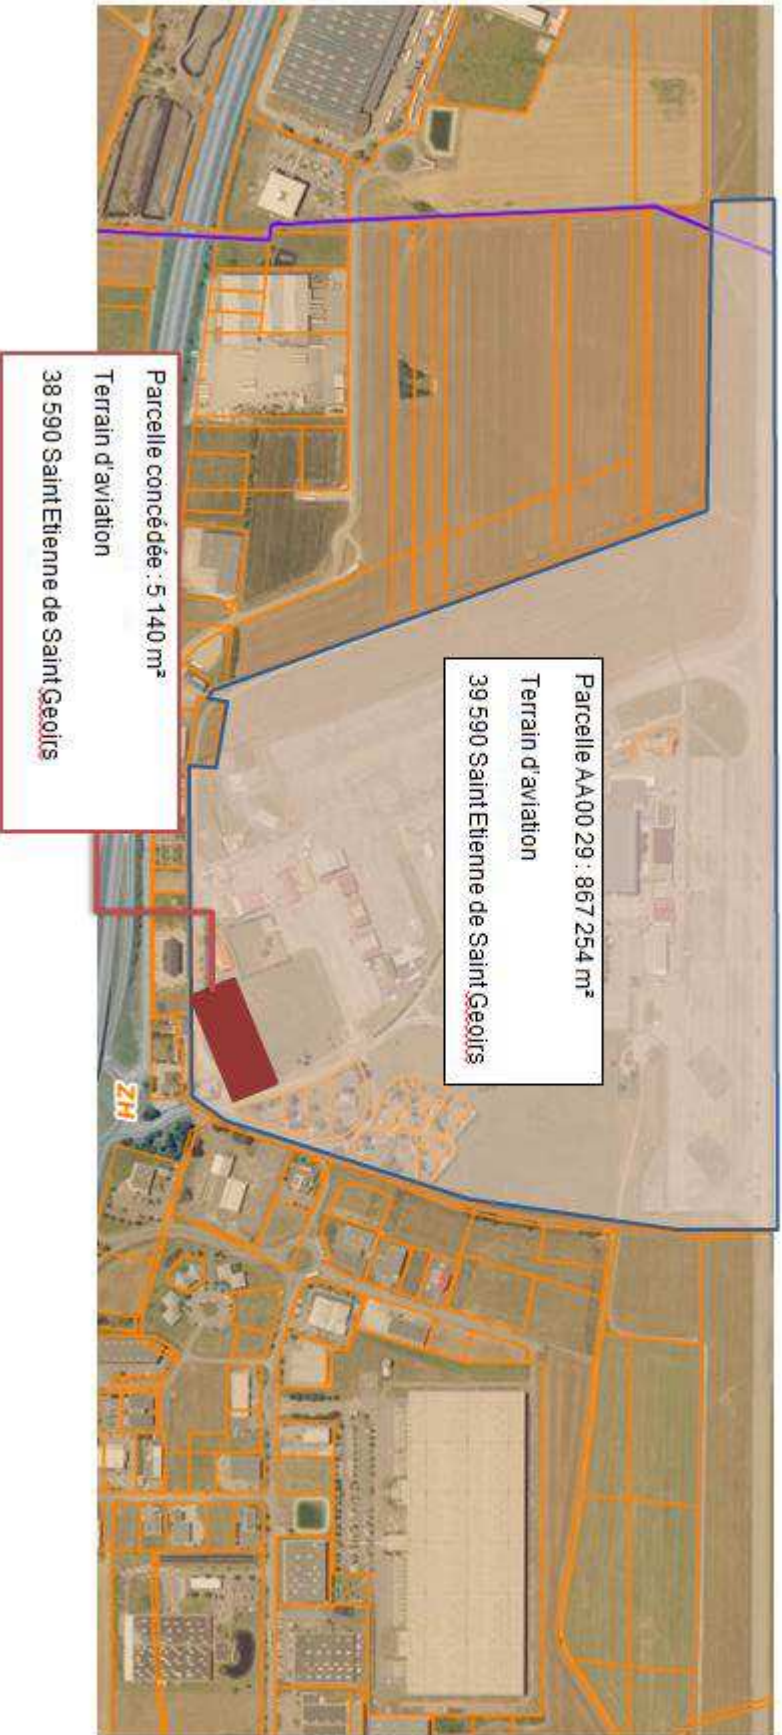 Parcelle AA00 29 : 867 254 m²
Terrain d'aviation
39 590 Saint Etienne de Saint Geoirs
Parcelle concédée : 5 140 m²
Terrain d'aviation
38 590 Saint Etienne de Saint Geoirs
ZH